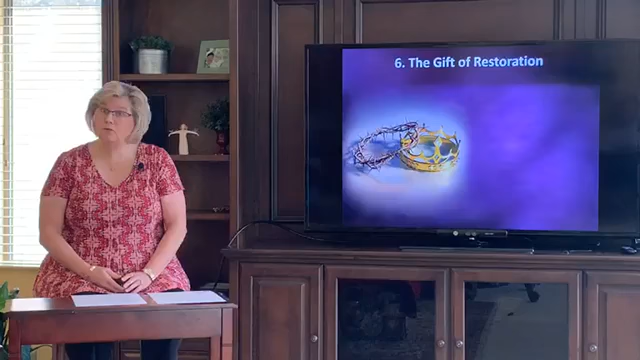 6. The Gift of Restoration